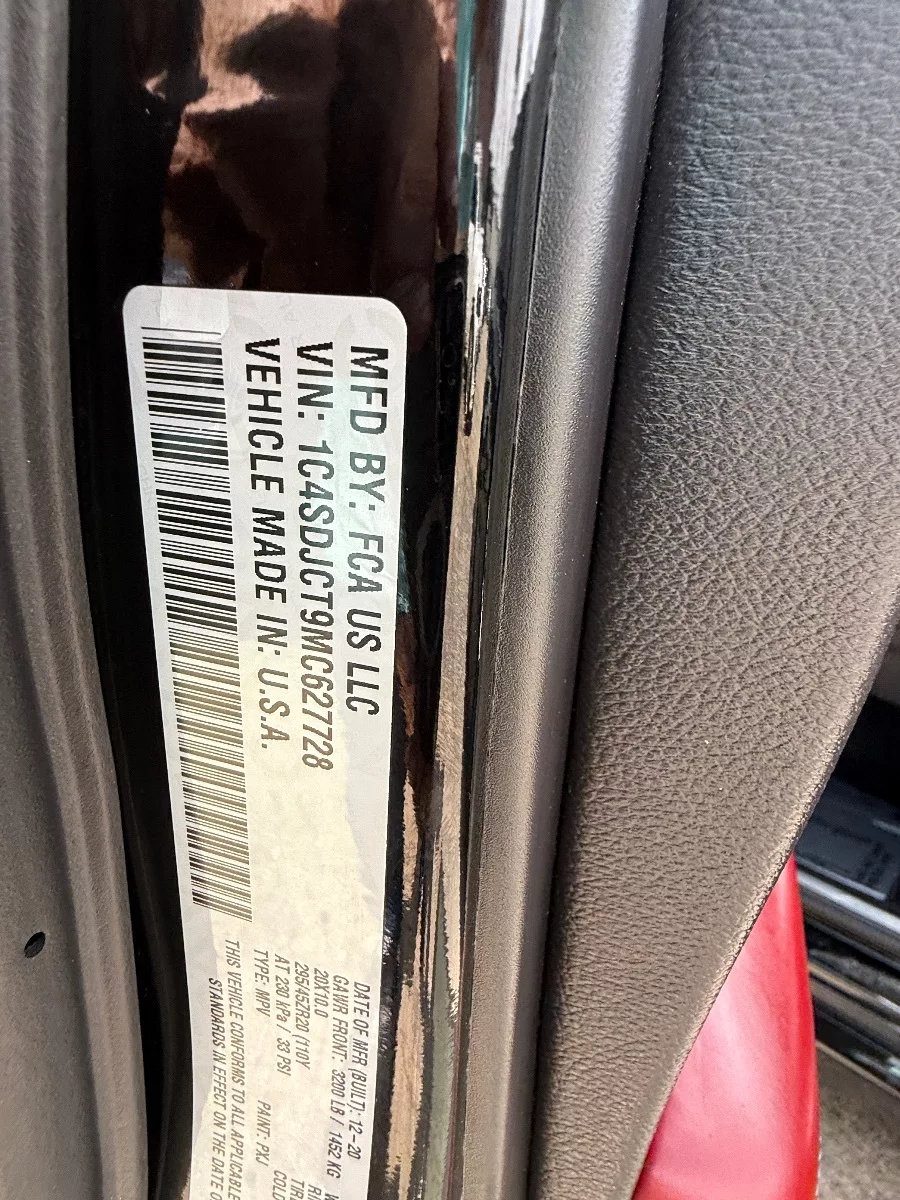 MFD BY: FCA US LLC
VIN: 1C4SDJCT9MC627728
VEHICLE MADE IN: U.S.A.
DATE OF MFR (BUILT): 12-20
GAWR FRONT: 3200 LB / 1452 KG
20X10.0
295/45ZR20 (110Y
AT 230 kPa / 33 PSI
TYPE: MPV PAINT: PXJ
THIS VEHICLE CONFORMS TO ALL APPLICABLE
STANDARDS IN EFFECT ON THE DATE O